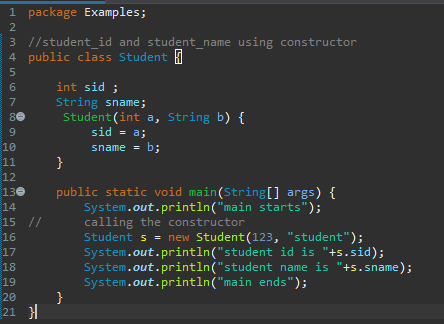 1 package Examples;
2
3 //student_id and student_name using constructor
4 public class Student {
5
6 int sid ;
7 String sname;
8 Student(int a, String b) {
9 sid = a;
10 sname = b;
11 }
12
13 public static void main(String[] args) {
14 System.out.println("main starts");
15 // calling the constructor
16 Student s = new Student(123, "student");
17 System.out.println("student id is "+s.sid);
18 System.out.println("student name is "+s.sname);
19 System.out.println("main ends");
20 }
21 }